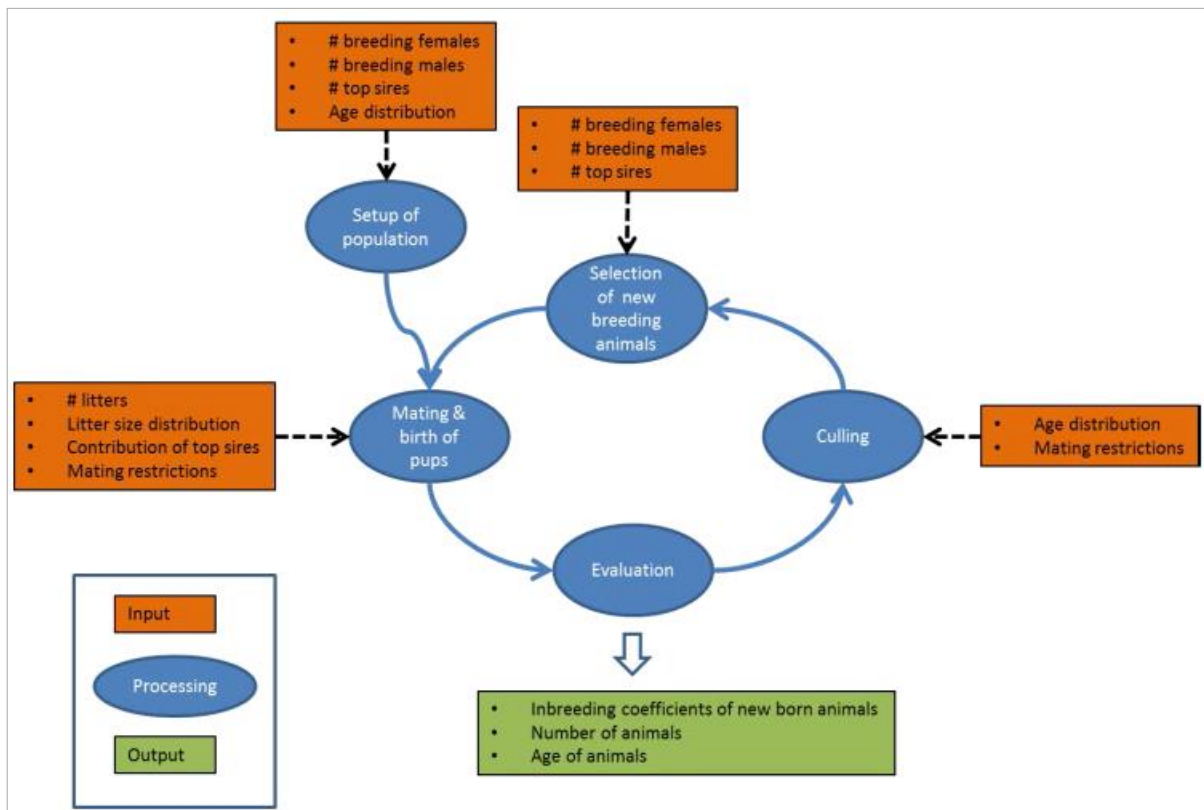 • # breeding females
• # breeding males
• # top sires
• Age distribution
• # breeding females
• # breeding males
• # top sires
Setup of
population
Selection
of new
breeding
animals
• # litters
• Litter size distribution
• Contribution of top sires
• Mating restrictions
Mating &
birth of
pups
Culling
• Age distribution
• Mating restrictions
Evaluation
Input
Processing
Output
• Inbreeding coefficients of new born animals
• Number of animals
• Age of animals